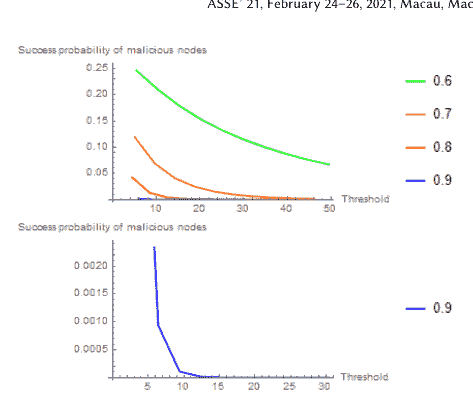 ASSE' 21, February 24–26, 2021, Macau, Mac
Success probability of malicious nodes
0.25
0.20
0.15
0.10
0.05
10 20 30 40 50 Threshold
0.6
0.7
0.8
0.9
Success probability of malicious nodes
0.0020
0.0015
0.0010
0.0005
5 10 15 20 25 30 Threshold
0.9